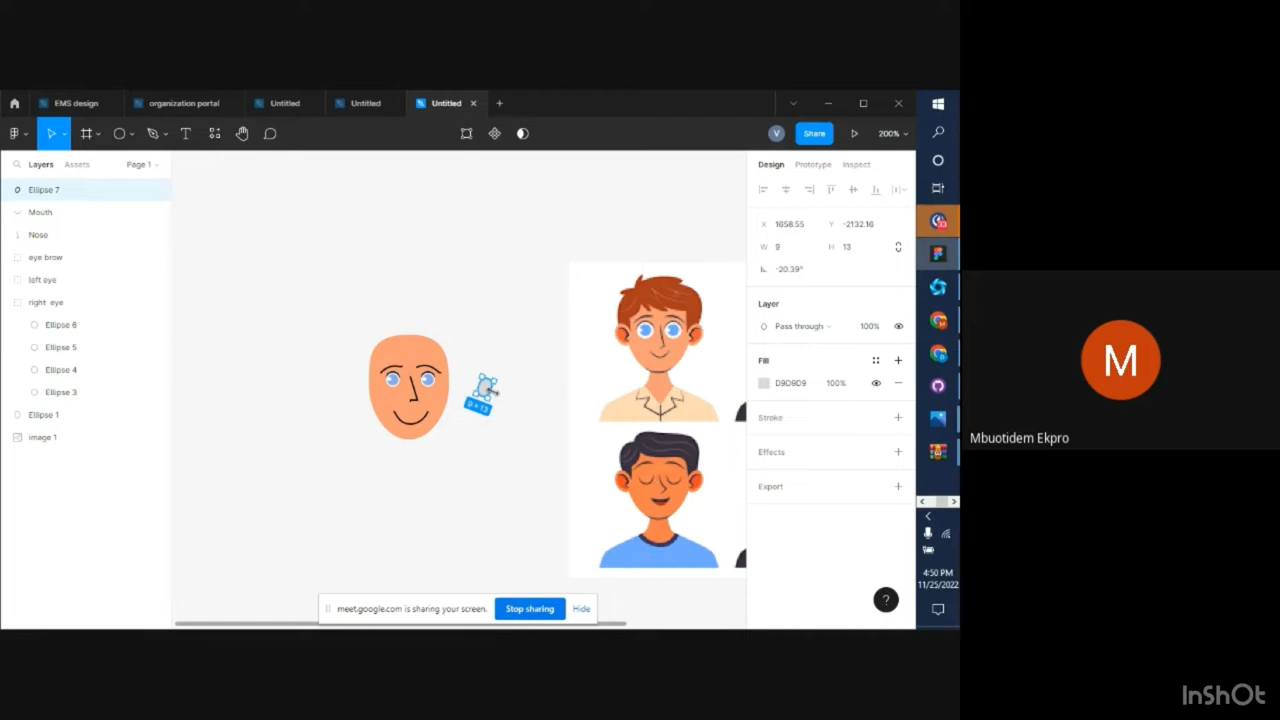 EMS design
organization portal
Untitled
Untitled
Untitled
V
Share
200%
Layers
Assets
Page 1
Ellipse 7
Mouth
Nose
eye brow
left eye
right eye
Ellipse 6
Ellipse 5
Ellipse 4
Ellipse 3
Ellipse 1
image 1
9 × 13
Design
Prototype
Inspect
X 1658.55 Y -2132.16
W 9 H 13
-20.39°
Layer
Pass through 100%
Fill
D9D9D9 100%
Stroke
Effects
Export
?
meet.google.com is sharing your screen.
Stop sharing
Hide
4:50 PM
11/25/2022
M
Mbuotidem Ekpro
InShOt